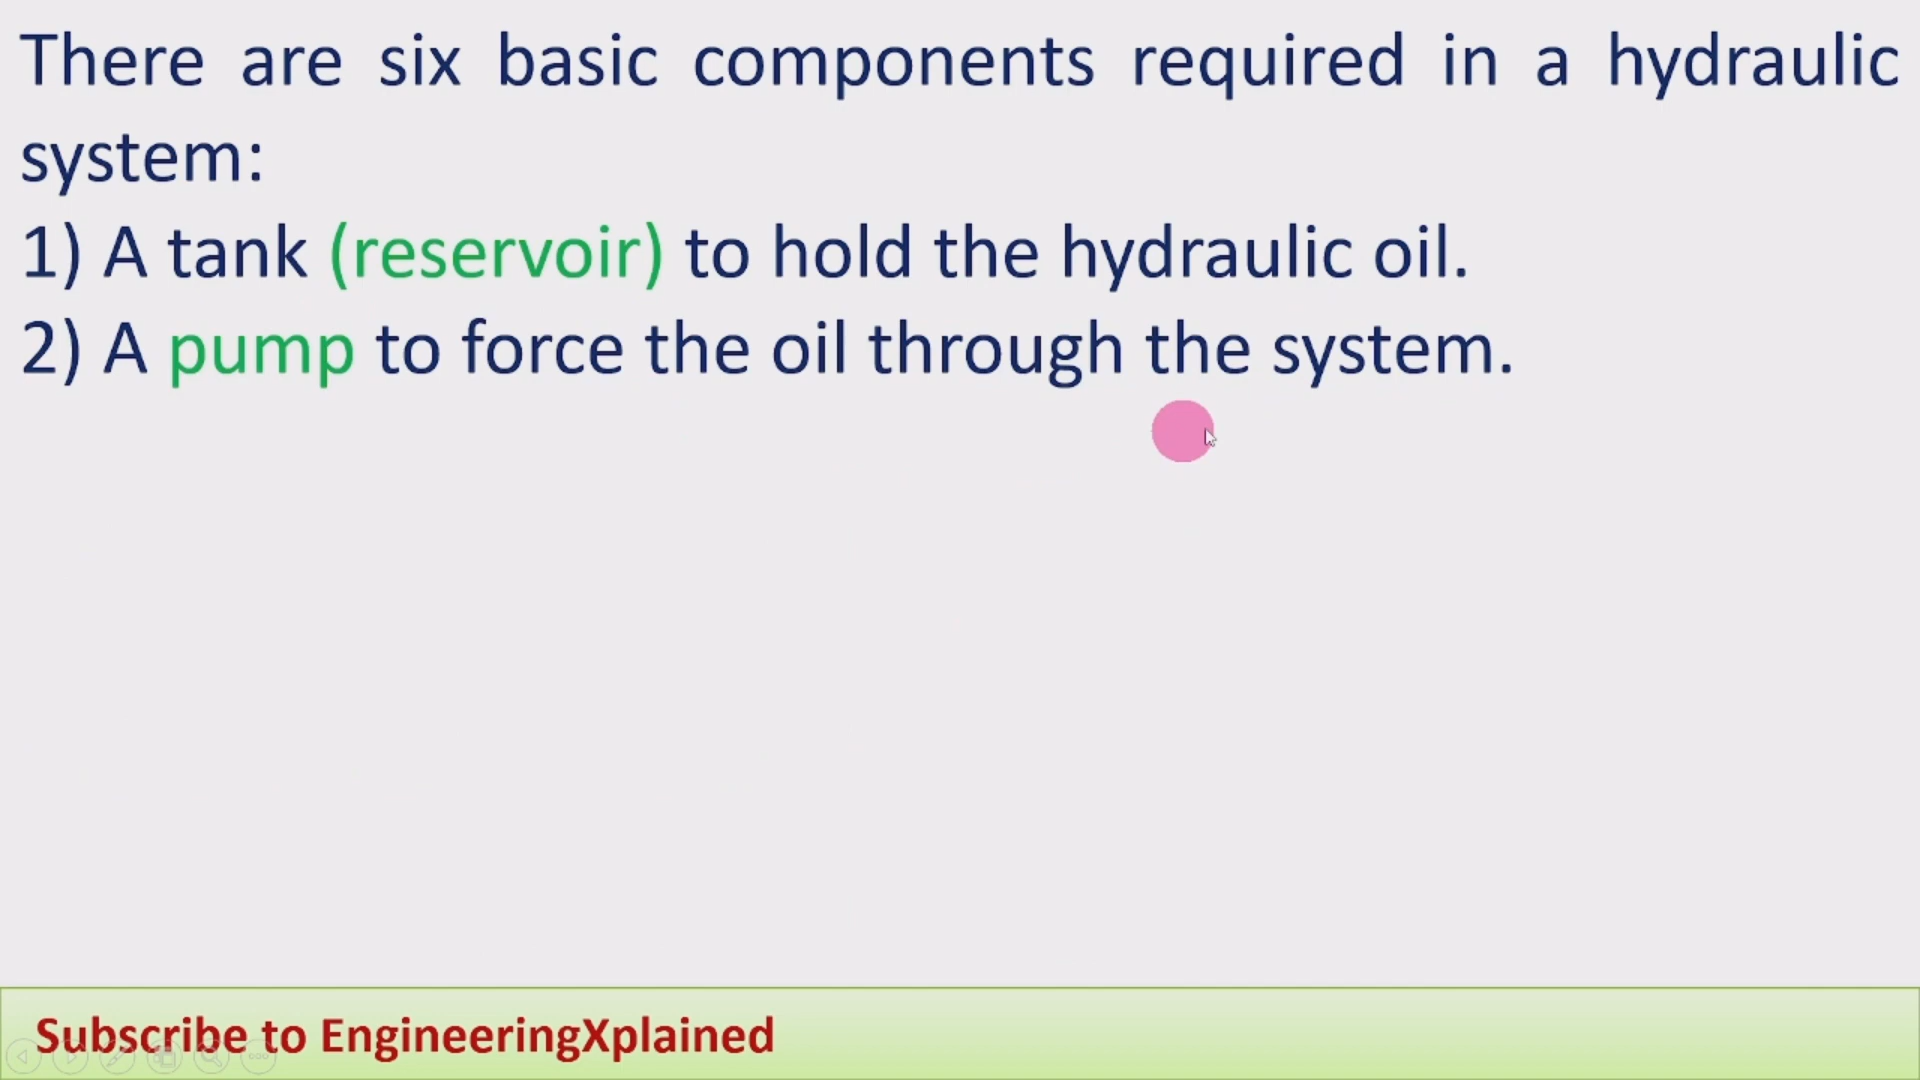 There are six basic components required in a hydraulic
system:
1) A tank (reservoir) to hold the hydraulic oil.
2) A pump to force the oil through the system.
Subscribe to EngineeringXplained